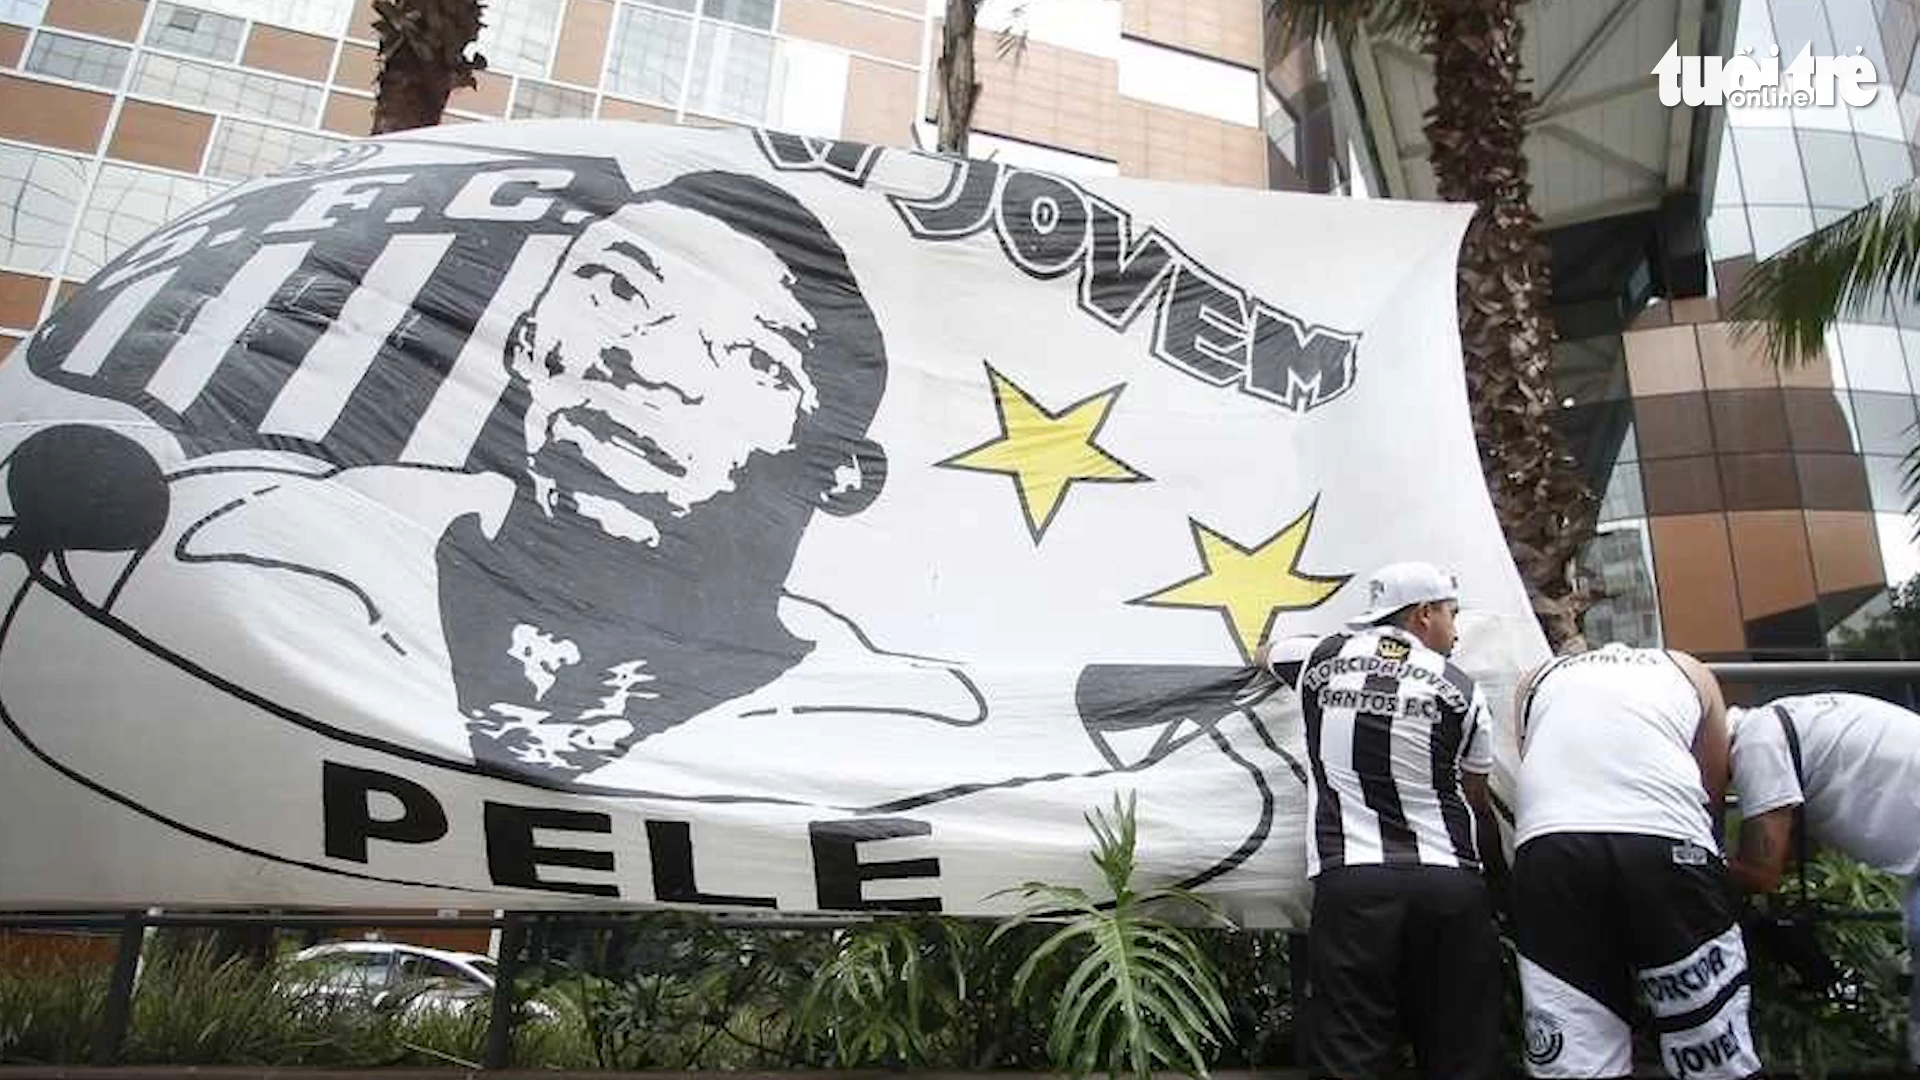 tuổi trẻ
online
S.F.C.
JOVEM
PELE
TORCIDA JOVEM
SANTOS F.C.
TORCIDA
JOVEM